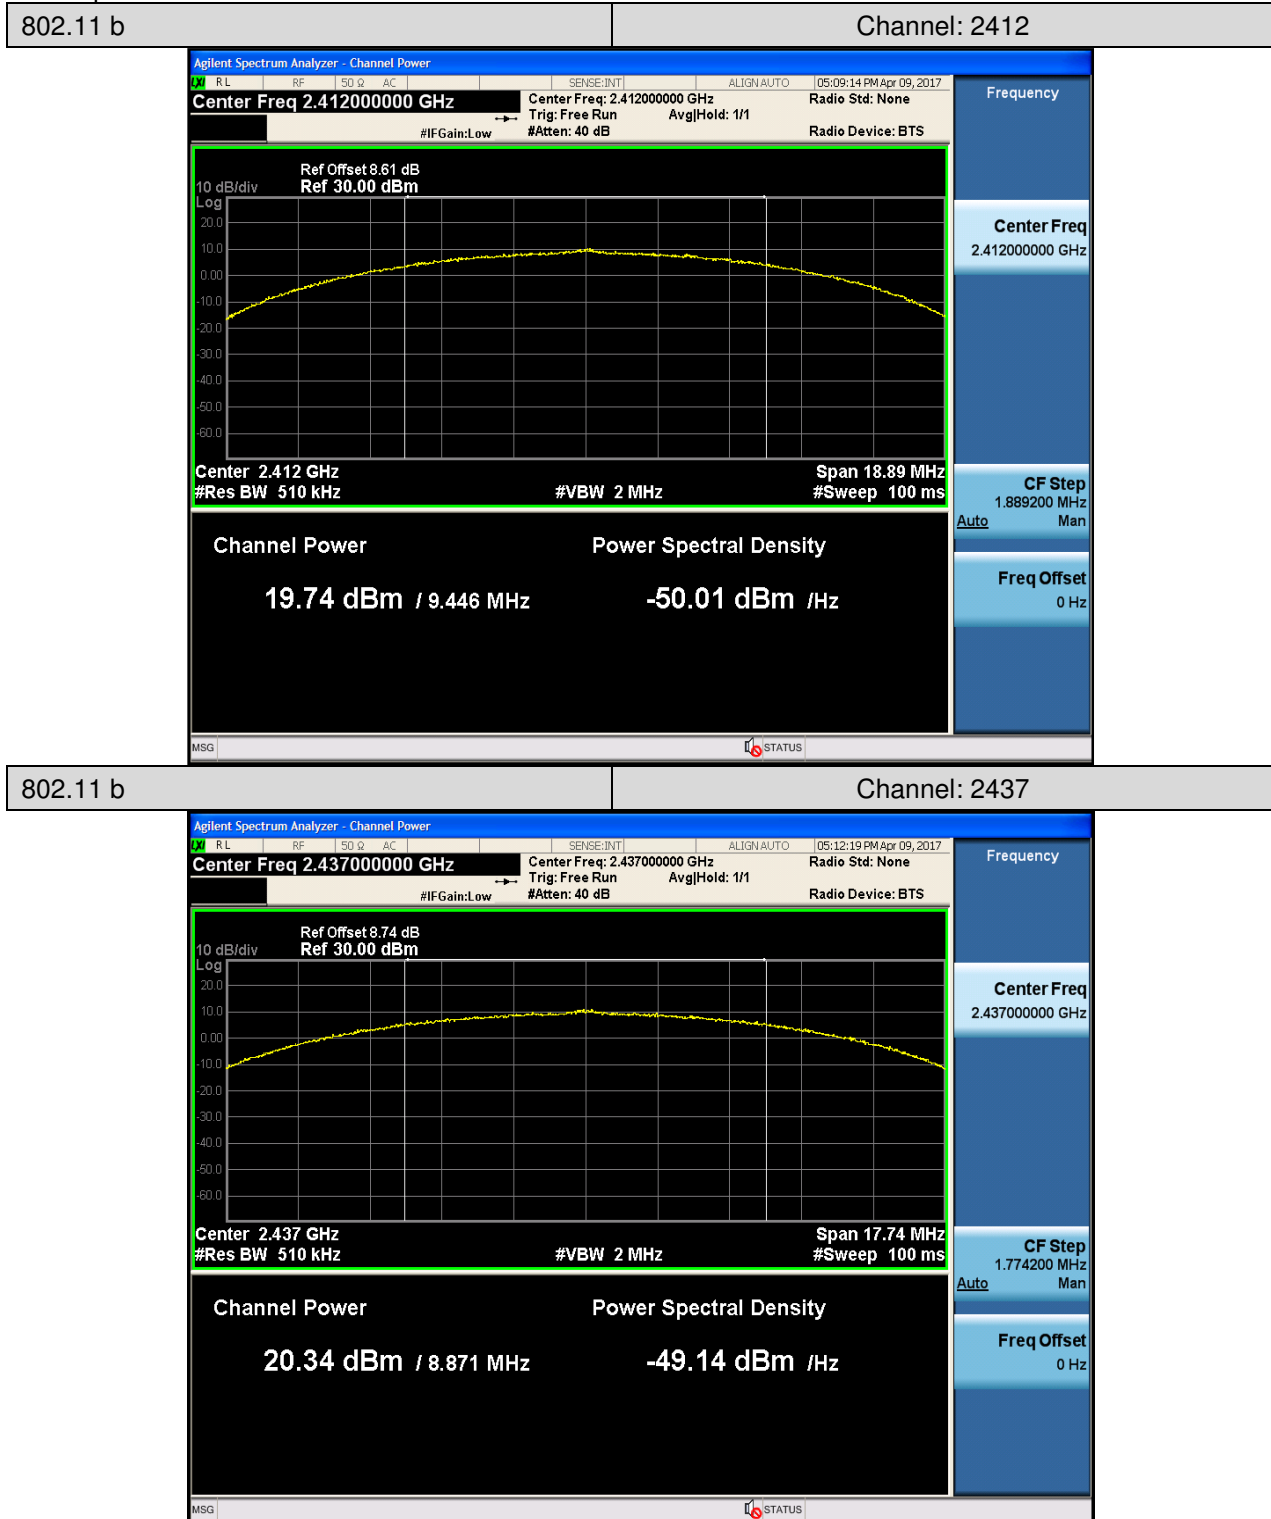 802.11 b Channel: 2412
Agilent Spectrum Analyzer - Channel Power
LXI RL RF 50 Ω AC SENSE:INT ALIGN AUTO 05:09:14 PM Apr 09, 2017
Center Freq 2.412000000 GHz Center Freq: 2.412000000 GHz Radio Std: None Frequency
Trig: Free Run Avg|Hold: 1/1
#IFGain:Low #Atten: 40 dB Radio Device: BTS
Ref Offset 8.61 dB
10 dB/div Ref 30.00 dBm
Log
20.0
10.0
0.00
-10.0
-20.0
-30.0
-40.0
-50.0
-60.0
Center Freq
2.412000000 GHz
Center 2.412 GHz Span 18.89 MHz
#Res BW 510 kHz #VBW 2 MHz #Sweep 100 ms
CF Step
1.889200 MHz
Auto Man
Channel Power Power Spectral Density
19.74 dBm / 9.446 MHz -50.01 dBm /Hz
Freq Offset
0 Hz
MSG STATUS
802.11 b Channel: 2437
Agilent Spectrum Analyzer - Channel Power
LXI RL RF 50 Ω AC SENSE:INT ALIGN AUTO 05:12:19 PM Apr 09, 2017
Center Freq 2.437000000 GHz Center Freq: 2.437000000 GHz Radio Std: None Frequency
Trig: Free Run Avg|Hold: 1/1
#IFGain:Low #Atten: 40 dB Radio Device: BTS
Ref Offset 8.74 dB
10 dB/div Ref 30.00 dBm
Log
20.0
10.0
0.00
-10.0
-20.0
-30.0
-40.0
-50.0
-60.0
Center Freq
2.437000000 GHz
Center 2.437 GHz Span 17.74 MHz
#Res BW 510 kHz #VBW 2 MHz #Sweep 100 ms
CF Step
1.774200 MHz
Auto Man
Channel Power Power Spectral Density
20.34 dBm / 8.871 MHz -49.14 dBm /Hz
Freq Offset
0 Hz
MSG STATUS